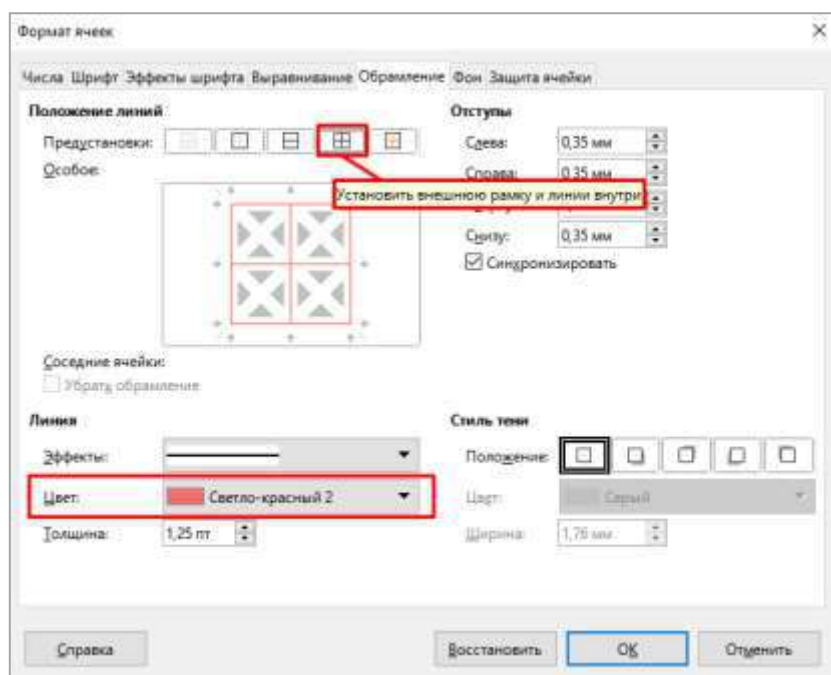 Формат ячеек
Числа Шрифт Эффекты шрифта Выравнивание Обрамление Фон Защита ячейки
Положение линий
Предустановки:
Особое:
Установить внешнюю рамку и линии внутри
Соседние ячейки:
Убрать обрамление
Отступы
Слева: 0,35 мм
Справа: 0,35 мм
Снизу: 0,35 мм
Синхронизировать
Линия
Эффекты:
Цвет: Светло-красный 2
Толщина: 1,25 пт
Стиль тени
Положение:
Цвет: Серый
Ширина: 1,76 мм
Справка Восстановить ОК Отменить